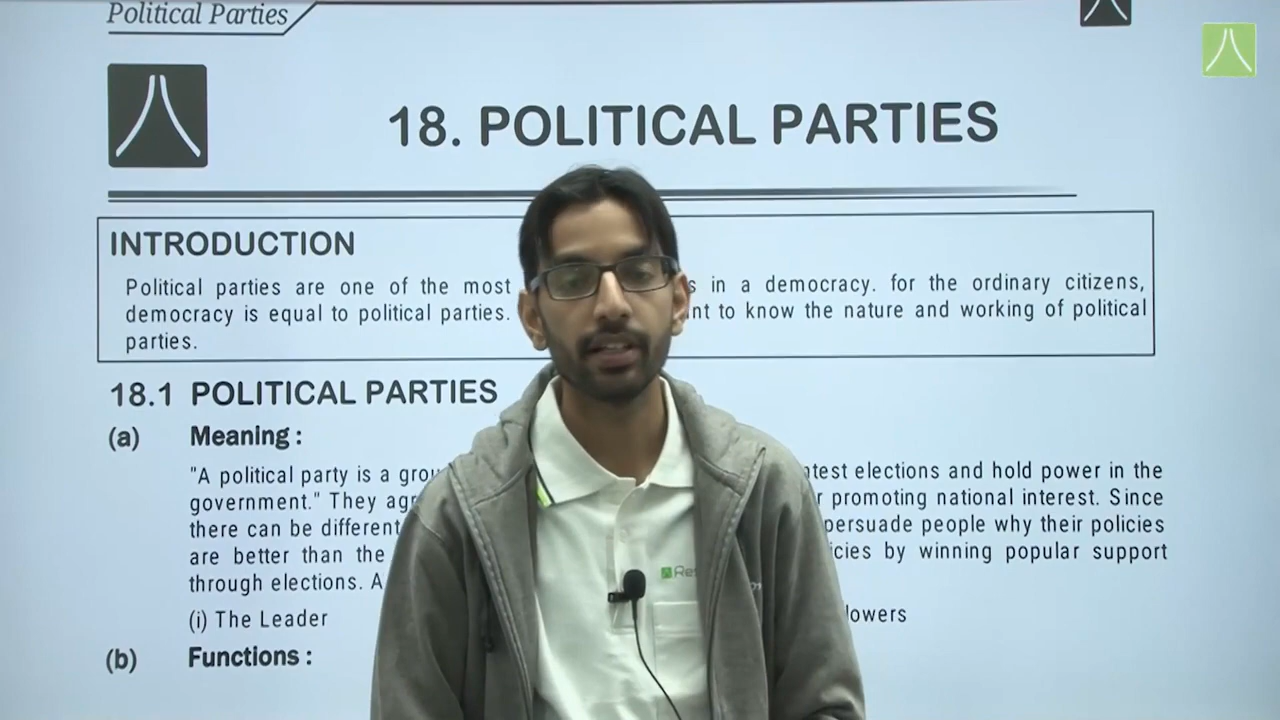 Political Parties
18. POLITICAL PARTIES
INTRODUCTION
Political parties are one of the most s in a democracy. for the ordinary citizens,
democracy is equal to political parties. nt to know the nature and working of political
parties.
18.1 POLITICAL PARTIES
(a) Meaning :
"A political party is a grou ntest elections and hold power in the
government." They agr r promoting national interest. Since
there can be different persuade people why their policies
are better than the icies by winning popular support
through elections. A
(i) The Leader lowers
(b) Functions :
Res